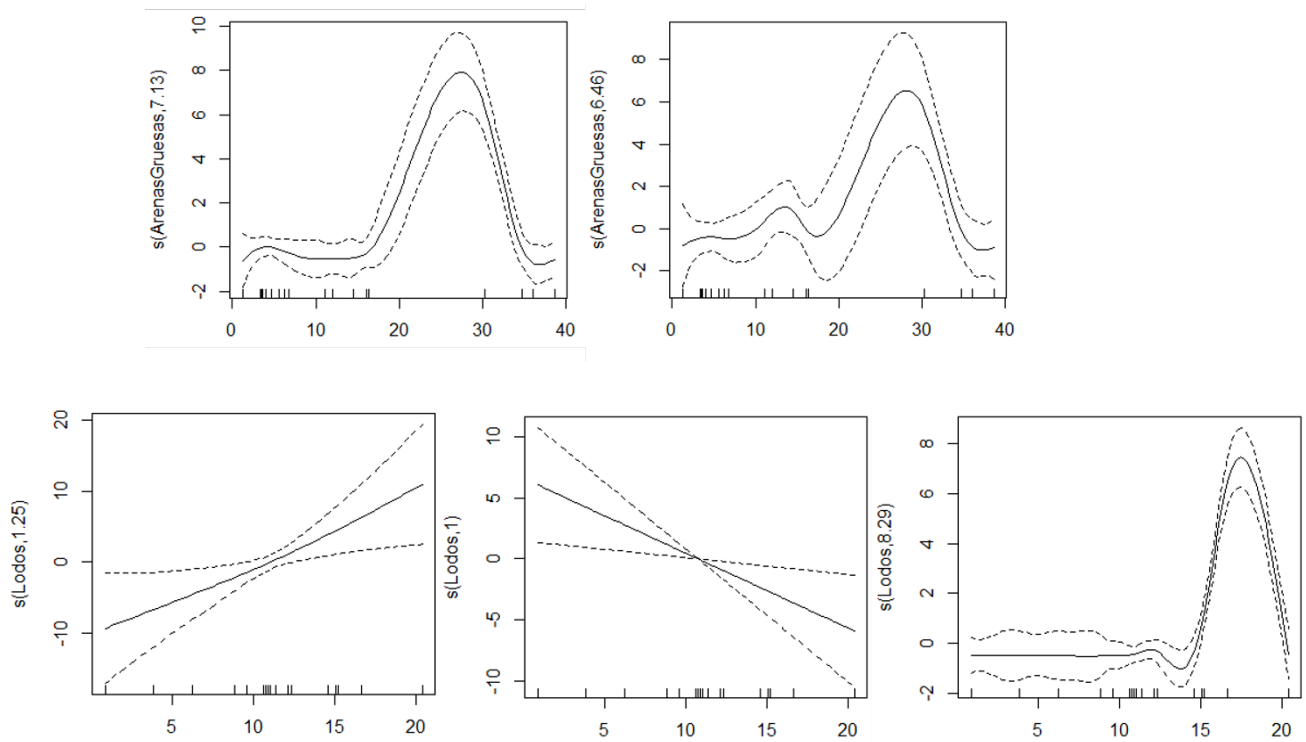 s(ArenasGruesas,7.13)
-2 0 2 4 6 8 10
0 10 20 30 40
s(ArenasGruesas,6.46)
-2 0 2 4 6 8
0 10 20 30 40
s(Lodos,1.25)
-10 0 10 20
5 10 15 20
s(Lodos,1)
-10 -5 0 5 10
5 10 15 20
s(Lodos,8.29)
-2 0 2 4 6 8
5 10 15 20